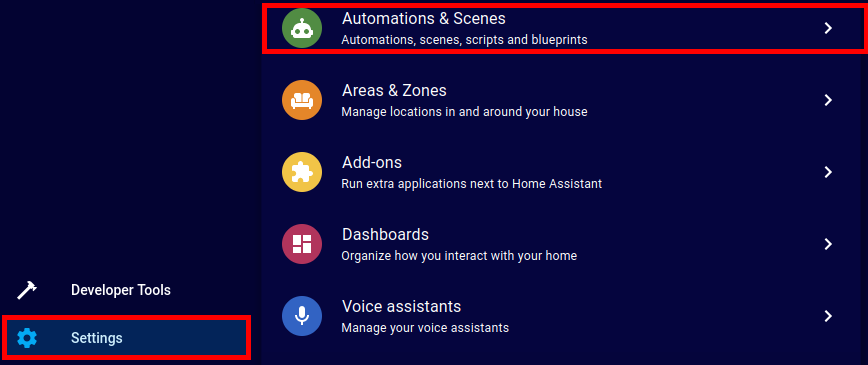 Automations & Scenes
Automations, scenes, scripts and blueprints
Areas & Zones
Manage locations in and around your house
Add-ons
Run extra applications next to Home Assistant
Dashboards
Organize how you interact with your home
Voice assistants
Manage your voice assistants
Developer Tools
Settings